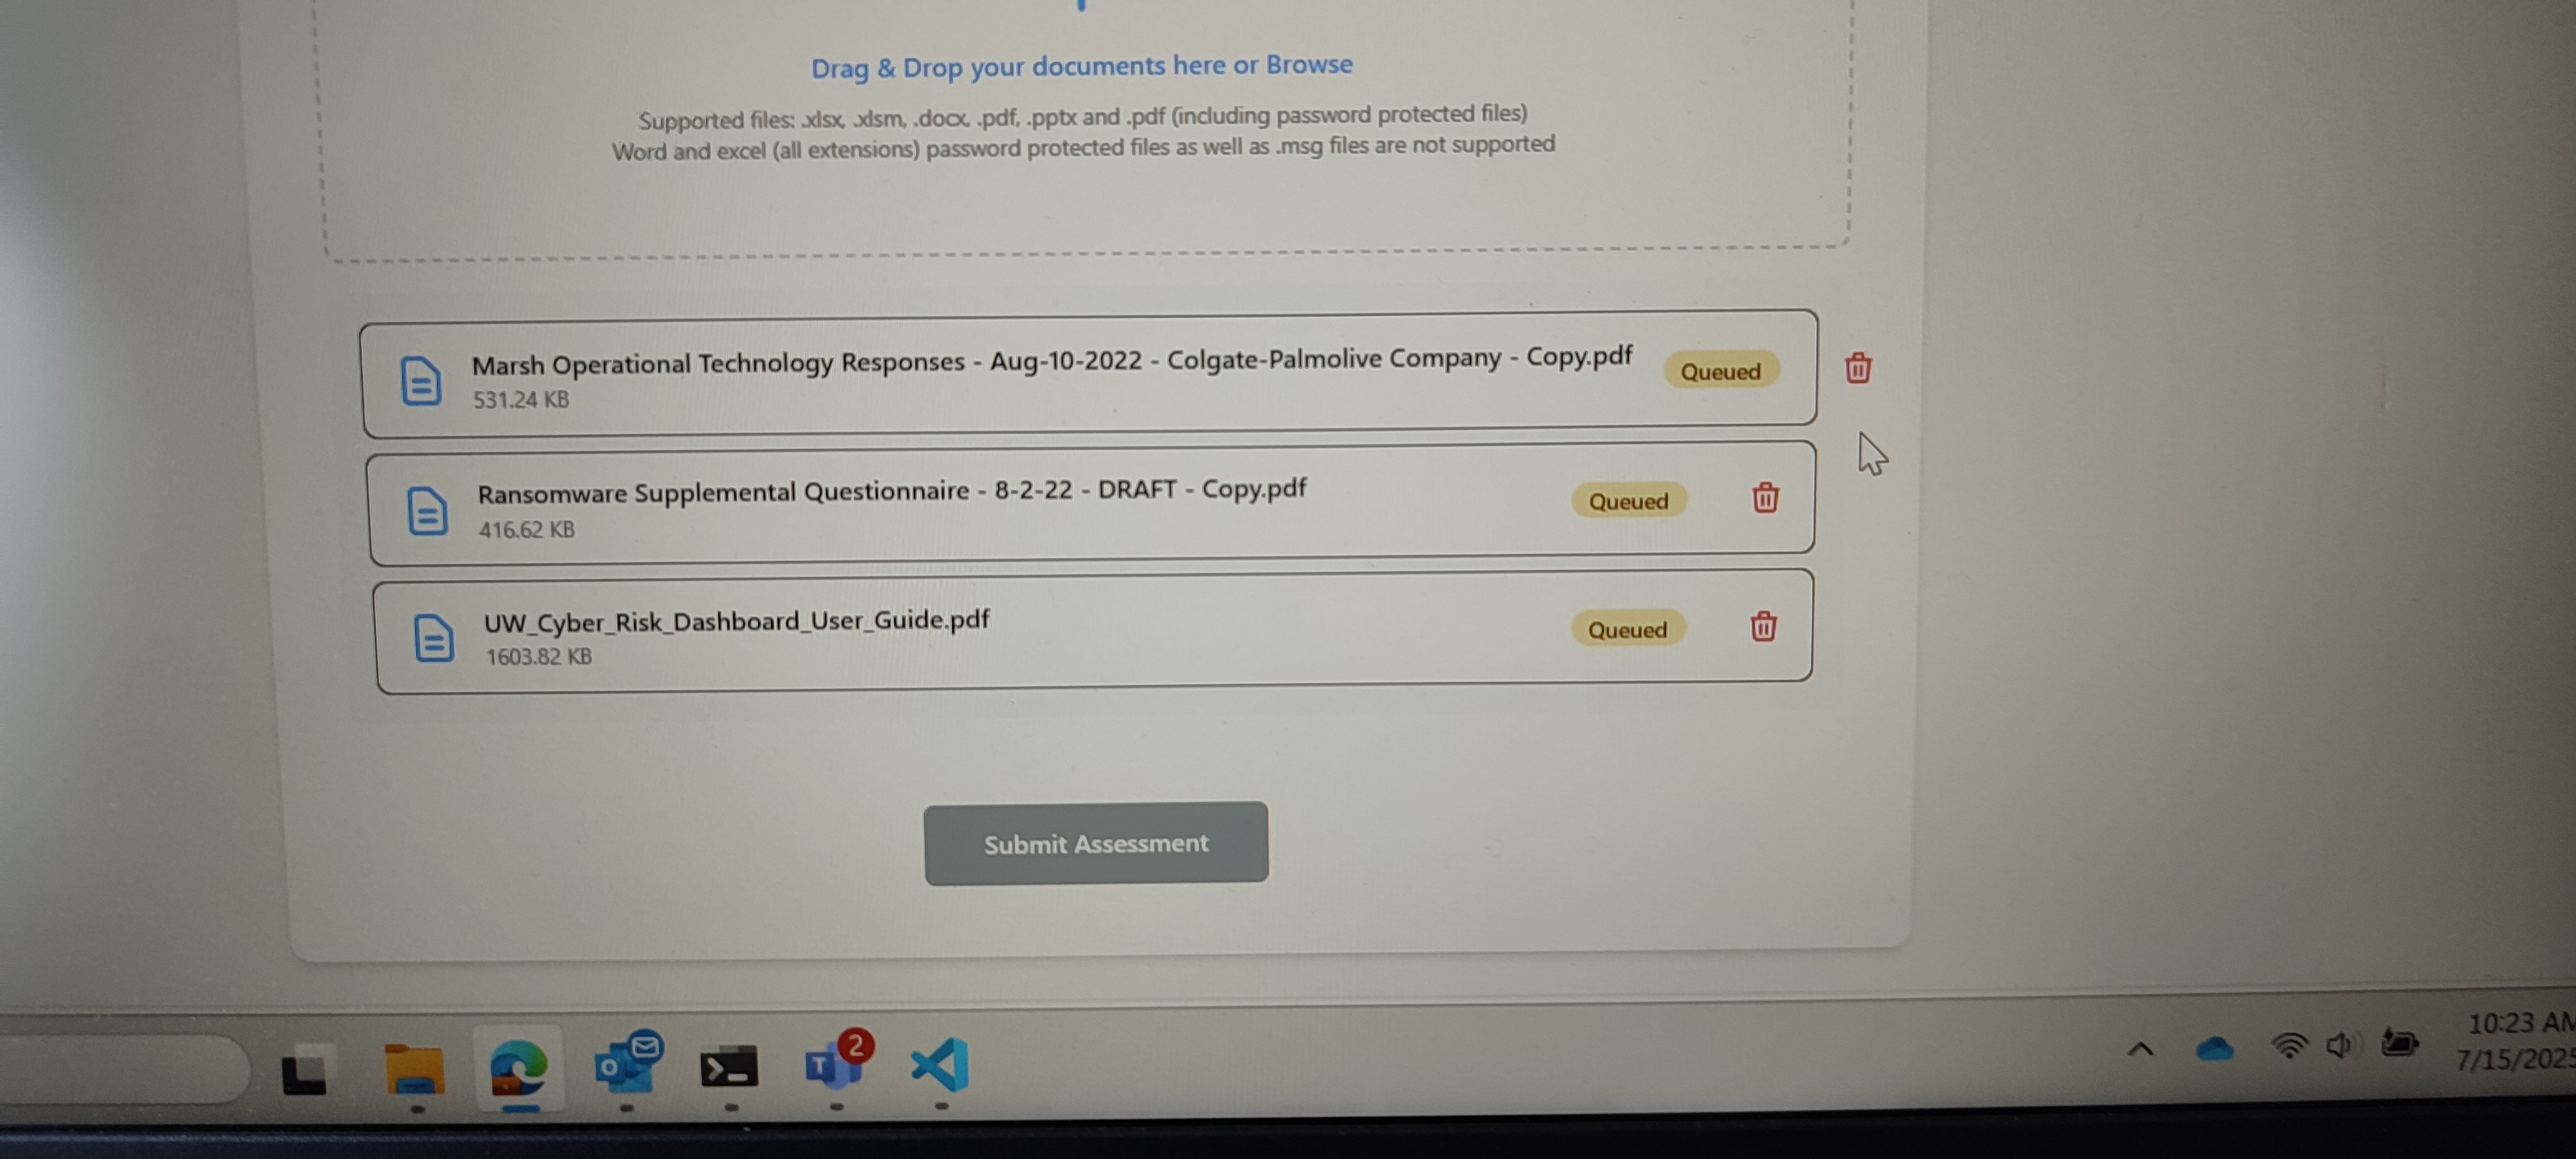 Drag & Drop your documents here or Browse
Supported files: .xlsx, .xlsm, .docx, .pdf, .pptx and .pdf (including password protected files)
Word and excel (all extensions) password protected files as well as .msg files are not supported
Marsh Operational Technology Responses - Aug-10-2022 - Colgate-Palmolive Company - Copy.pdf
531.24 KB
Queued
Ransomware Supplemental Questionnaire - 8-2-22 - DRAFT - Copy.pdf
416.62 KB
Queued
UW_Cyber_Risk_Dashboard_User_Guide.pdf
1603.82 KB
Queued
Submit Assessment
2
10:23 AM
7/15/2025